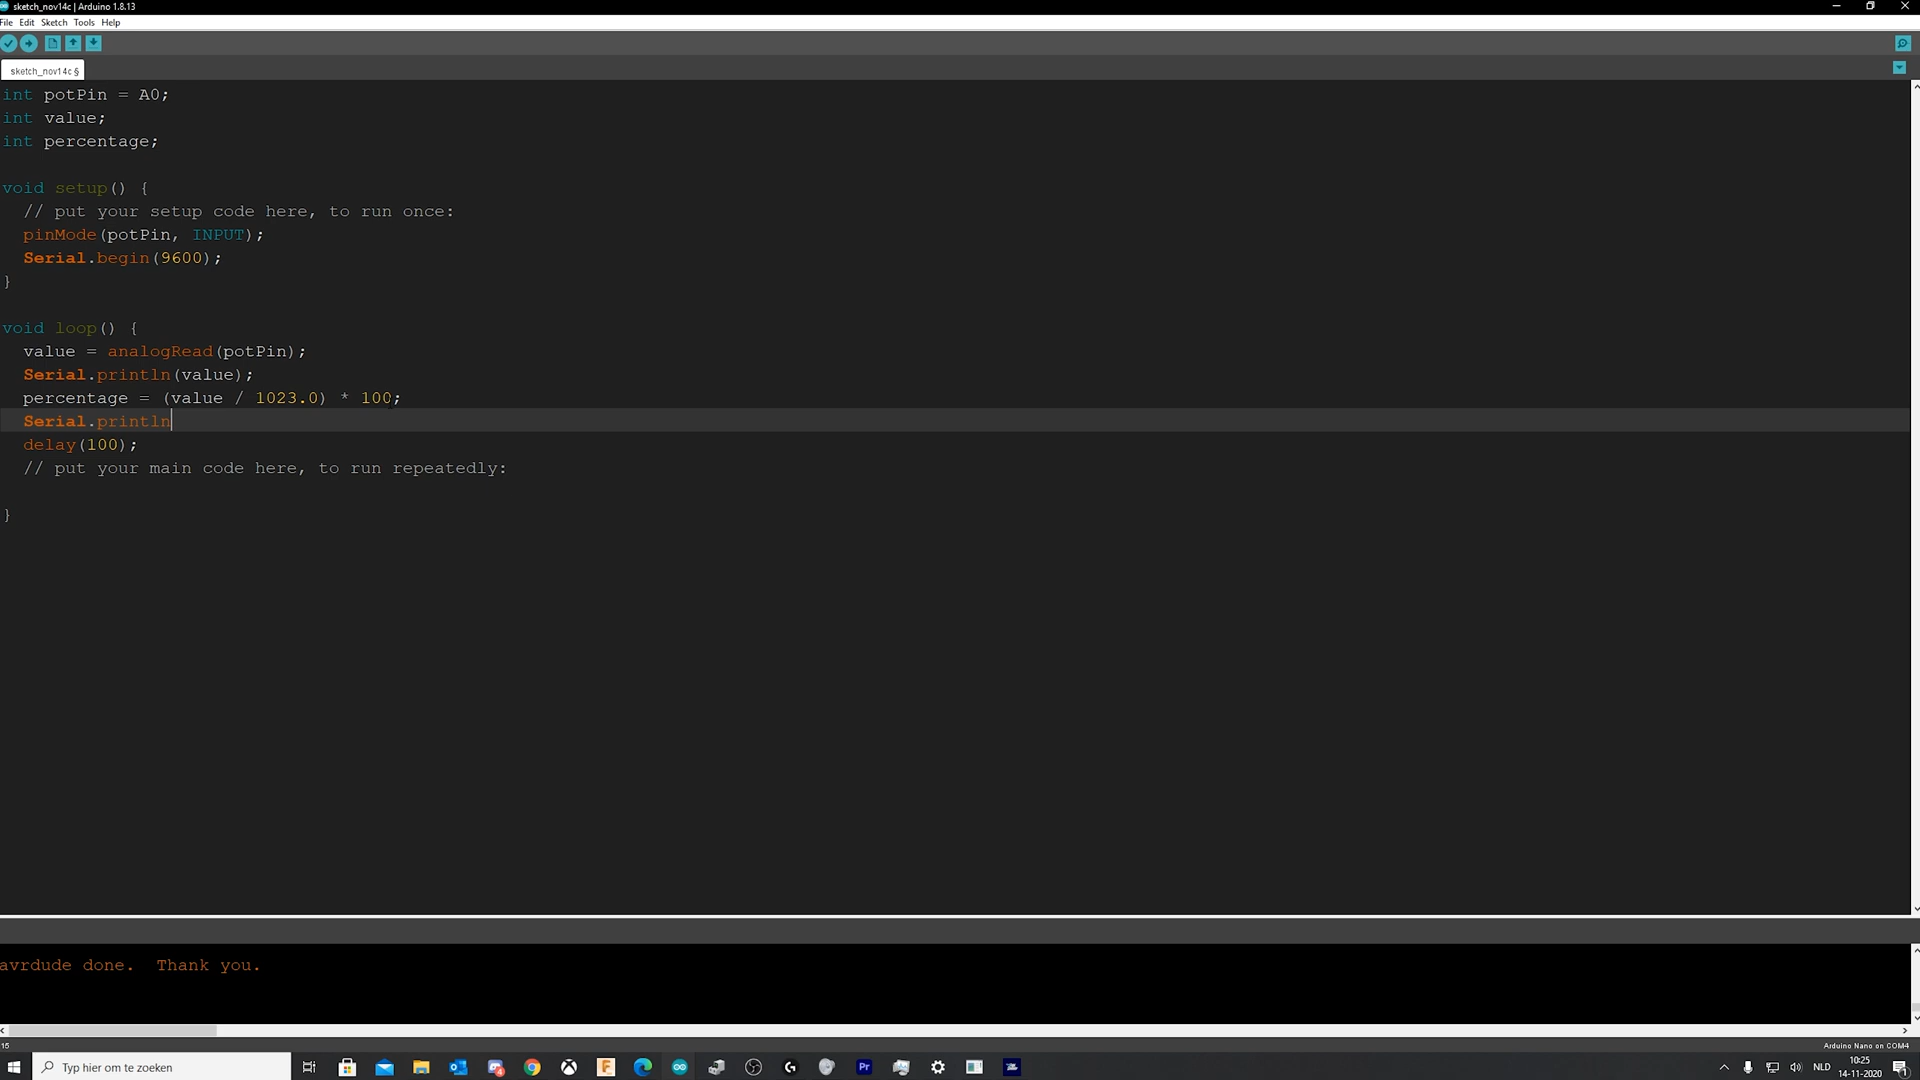 sketch_nov14c | Arduino 1.8.13
File Edit Sketch Tools Help
sketch_nov14c §
int potPin = A0;
int value;
int percentage;
void setup() {
// put your setup code here, to run once:
pinMode(potPin, INPUT);
Serial.begin(9600);
}
void loop() {
value = analogRead(potPin);
Serial.println(value);
percentage = (value / 1023.0) * 100;
Serial.println
delay(100);
// put your main code here, to run repeatedly:
}
avrdude done.  Thank you.
15
Arduino Nano on COM4
Typ hier om te zoeken
Pr
NLD
10:25
14-11-2020